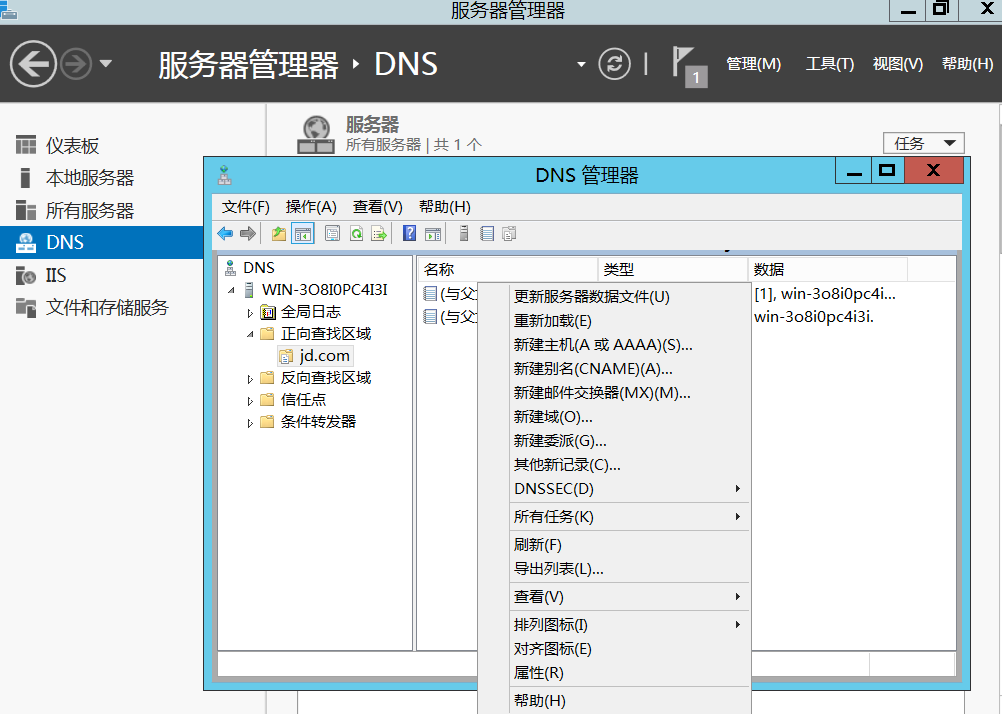 服务器管理器
服务器管理器 ‣ DNS
1
管理(M) 工具(T) 视图(V) 帮助(H)
仪表板
本地服务器
所有服务器
DNS
IIS
文件和存储服务
服务器
所有服务器 | 共 1 个
任务
DNS 管理器
文件(F) 操作(A) 查看(V) 帮助(H)
DNS
WIN-3O8I0PC4I3I
全局日志
正向查找区域
jd.com
反向查找区域
信任点
条件转发器
名称 类型 数据
(与父 [1], win-3o8i0pc4i...
(与父 win-3o8i0pc4i3i.
更新服务器数据文件(U)
重新加载(E)
新建主机(A 或 AAAA)(S)...
新建别名(CNAME)(A)...
新建邮件交换器(MX)(M)...
新建域(O)...
新建委派(G)...
其他新记录(C)...
DNSSEC(D)
所有任务(K)
刷新(F)
导出列表(L)...
查看(V)
排列图标(I)
对齐图标(E)
属性(R)
帮助(H)